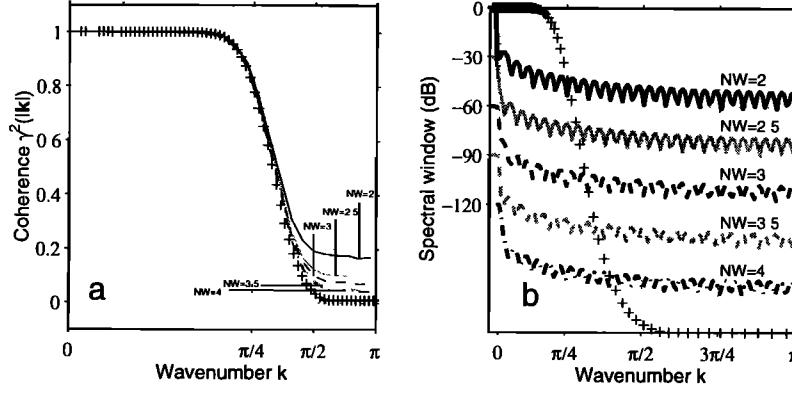 1
0.8
0 6
0.4
0.2
0
Coherence γ²(|k|)
NW=2
NW=2 5
NW=3
NW=3.5
NW=4
a
0
π/4
π/2
π
Wavenumber k
0
−30
−60
−90
−120
Spectral window (dB)
NW=2
NW=2 5
NW=3
NW=3 5
NW=4
b
0
π/4
π/2
3π/4
π
Wavenumber k